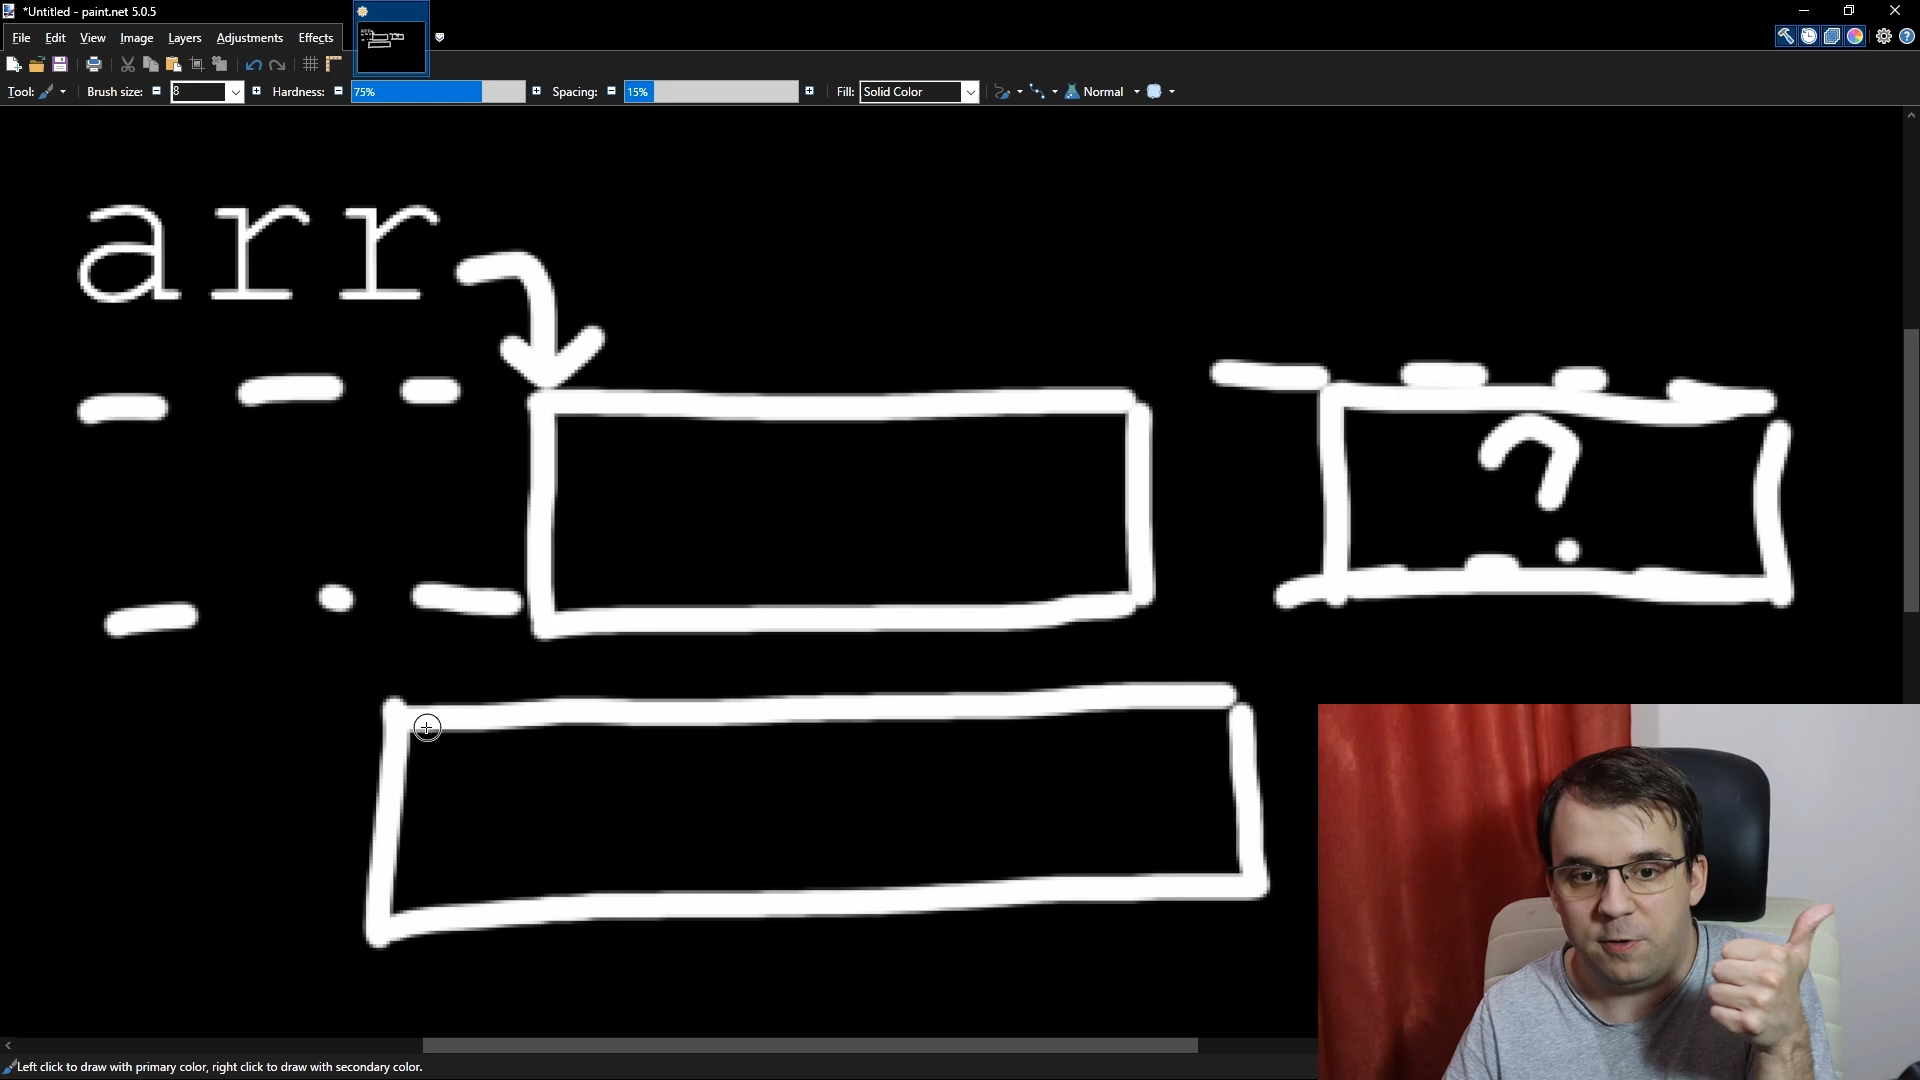 *Untitled - paint.net 5.0.5
File Edit View Image Layers Adjustments Effects
Tool: Brush size: 8 Hardness: 75% Spacing: 15% Fill: Solid Color Normal
arr
?
Left click to draw with primary color, right click to draw with secondary color.